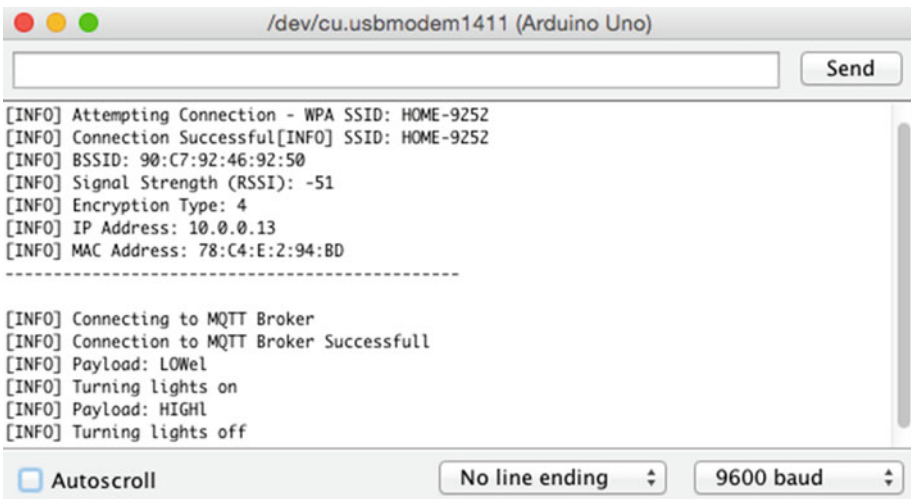 /dev/cu.usbmodem1411 (Arduino Uno)
Send
[INFO] Attempting Connection - WPA SSID: HOME-9252
[INFO] Connection Successful[INFO] SSID: HOME-9252
[INFO] BSSID: 90:C7:92:46:92:50
[INFO] Signal Strength (RSSI): -51
[INFO] Encryption Type: 4
[INFO] IP Address: 10.0.0.13
[INFO] MAC Address: 78:C4:E:2:94:BD
-----------------------------------------------
[INFO] Connecting to MQTT Broker
[INFO] Connection to MQTT Broker Successfull
[INFO] Payload: LOWel
[INFO] Turning lights on
[INFO] Payload: HIGHl
[INFO] Turning lights off
Autoscroll
No line ending
9600 baud